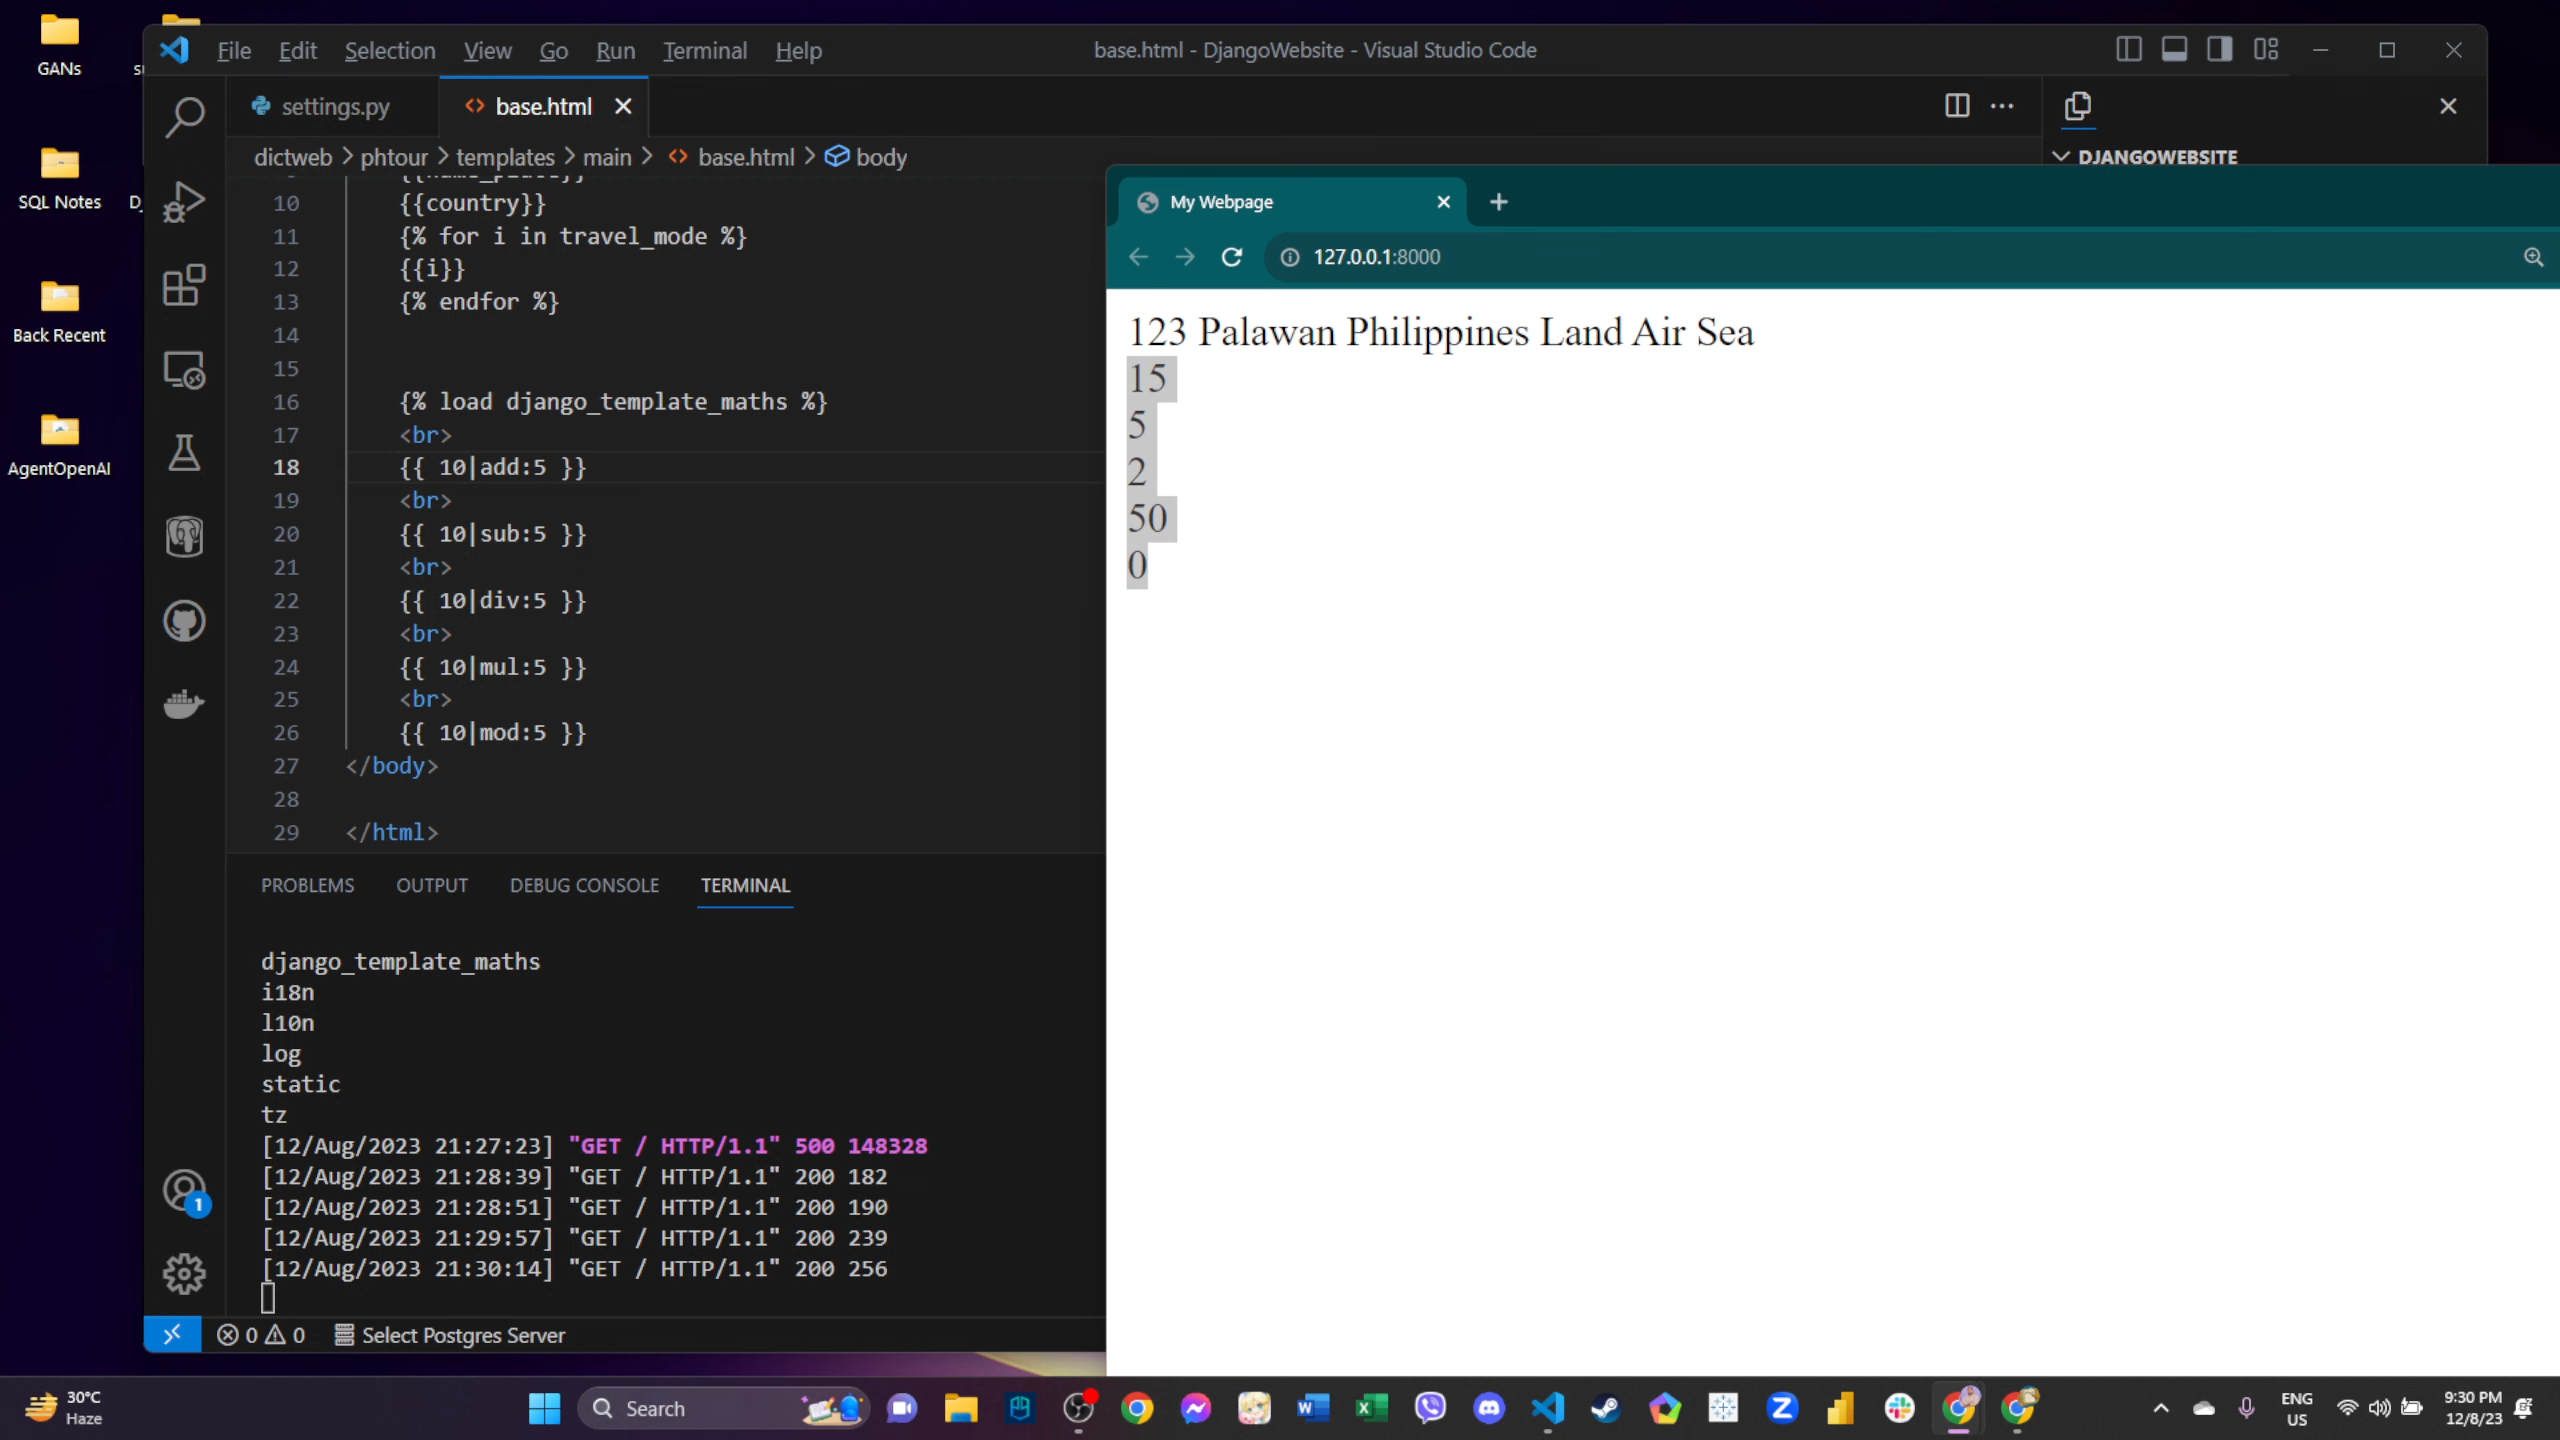 GANs
SQL Notes
Back Recent
AgentOpenAI
File Edit Selection View Go Run Terminal Help
base.html - DjangoWebsite - Visual Studio Code
settings.py
base.html
DJANGOWEBSITE
dictweb > phtour > templates > main > base.html > body
10 {{country}}
11 {% for i in travel_mode %}
12 {{i}}
13 {% endfor %}
14
15
16 {% load django_template_maths %}
17 <br>
18 {{ 10|add:5 }}
19 <br>
20 {{ 10|sub:5 }}
21 <br>
22 {{ 10|div:5 }}
23 <br>
24 {{ 10|mul:5 }}
25 <br>
26 {{ 10|mod:5 }}
27 </body>
28
29 </html>
PROBLEMS OUTPUT DEBUG CONSOLE TERMINAL
django_template_maths
i18n
l10n
log
static
tz
[12/Aug/2023 21:27:23] "GET / HTTP/1.1" 500 148328
[12/Aug/2023 21:28:39] "GET / HTTP/1.1" 200 182
[12/Aug/2023 21:28:51] "GET / HTTP/1.1" 200 190
[12/Aug/2023 21:29:57] "GET / HTTP/1.1" 200 239
[12/Aug/2023 21:30:14] "GET / HTTP/1.1" 200 256
1
0 0 Select Postgres Server
My Webpage
127.0.0.1:8000
123 Palawan Philippines Land Air Sea
15
5
2
50
0
30°C
Haze
Search
ENG
US
9:30 PM
12/8/23